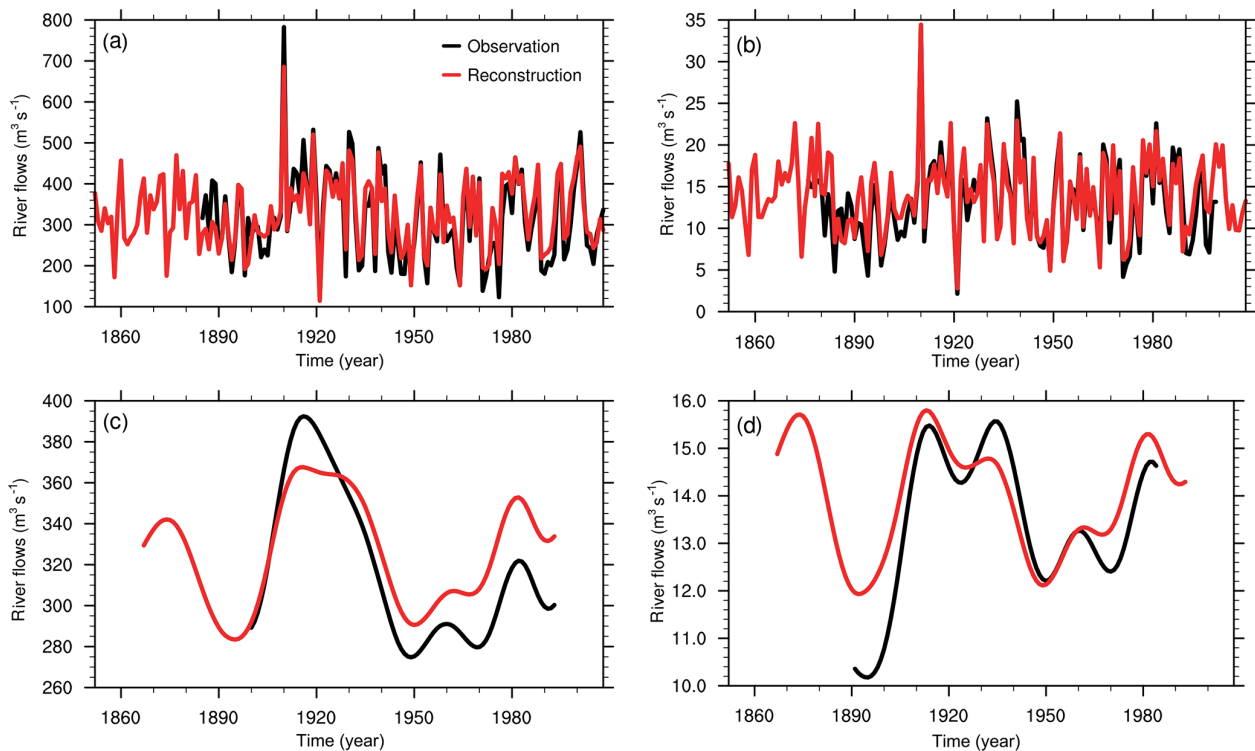 (a)
Observation
Reconstruction
River flows (m³ s⁻¹)
800
700
600
500
400
300
200
100
1860 1890 1920 1950 1980
Time (year)
(b)
River flows (m³ s⁻¹)
35
30
25
20
15
10
5
0
1860 1890 1920 1950 1980
Time (year)
(c)
River flows (m³ s⁻¹)
400
380
360
340
320
300
280
260
1860 1890 1920 1950 1980
Time (year)
(d)
River flows (m³ s⁻¹)
16.0
15.0
14.0
13.0
12.0
11.0
10.0
1860 1890 1920 1950 1980
Time (year)